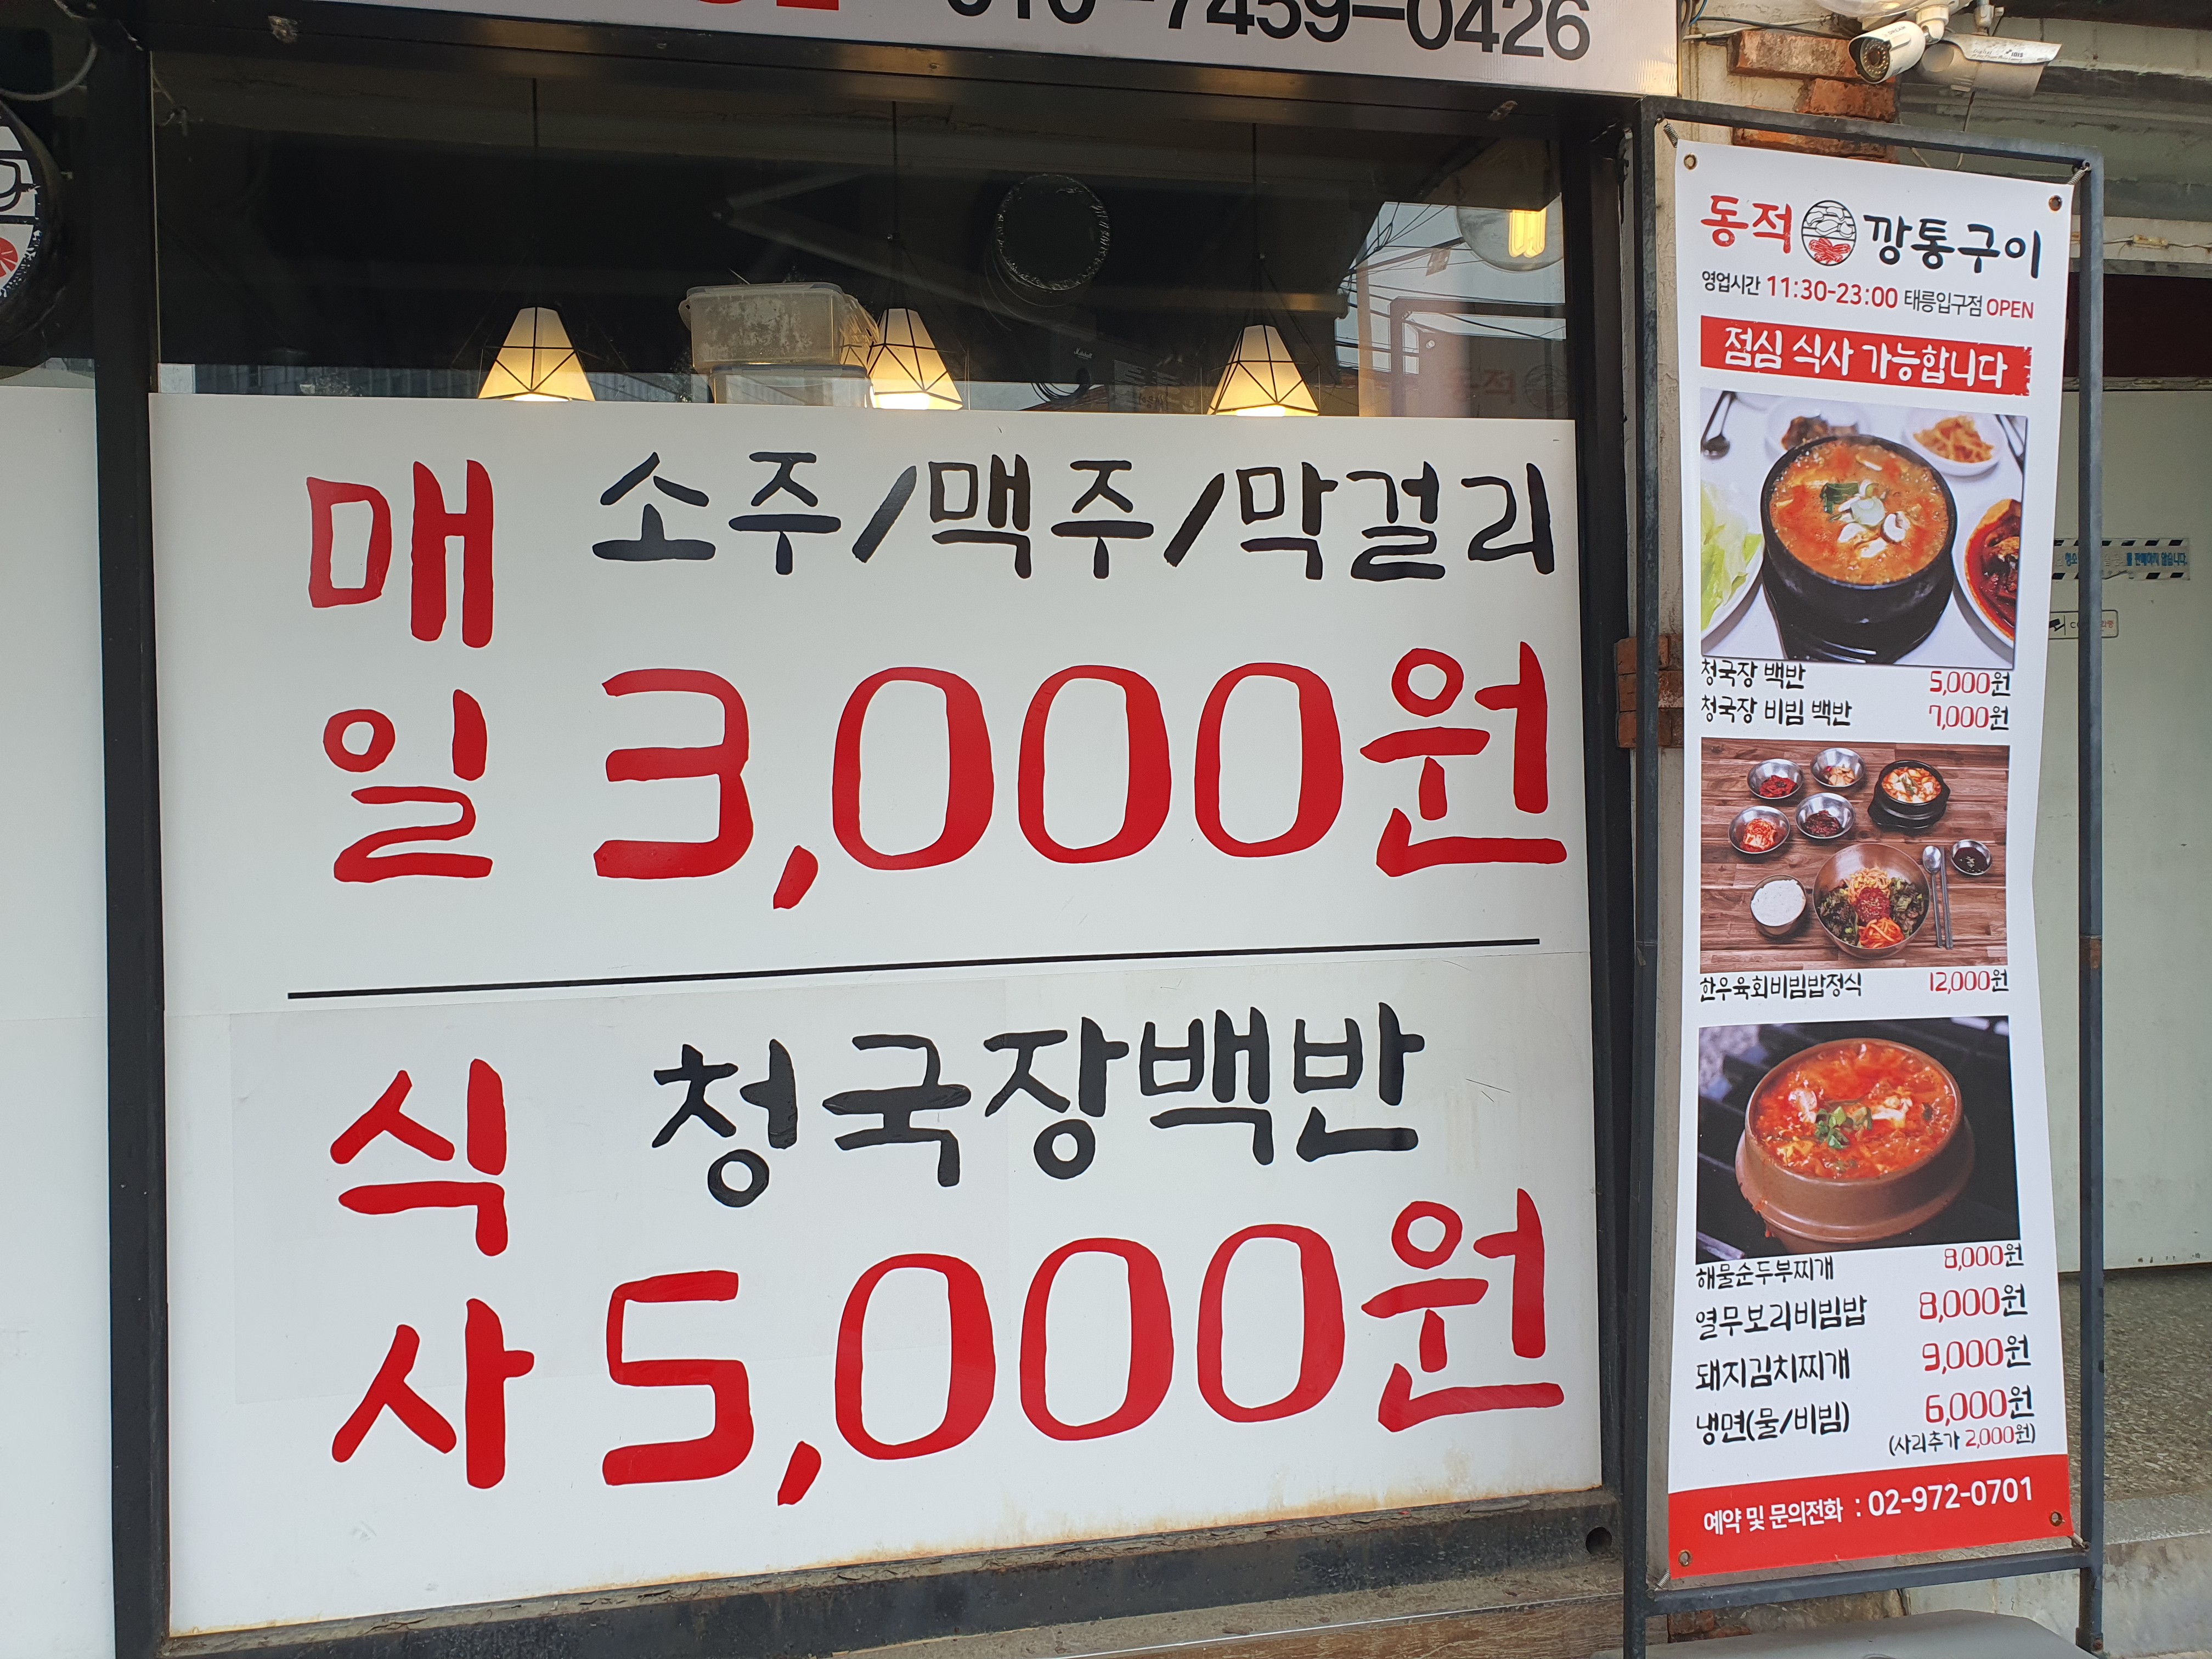 010-7459-0426
매일
소주/맥주/막걸리
3,000원
식사
청국장백반
5,000원
동적 깡통구이
영업시간 11:30-23:00 태릉입구점 OPEN
점심 식사 가능합니다
청국장 백반 5,000원
청국장 비빔 백반 7,000원
한우육회비빔밥정식 12,000원
해물순두부찌개 8,000원
열무보리비빔밥 8,000원
돼지김치찌개 9,000원
냉면(물/비빔) 6,000원
(사리추가 2,000원)
예약 및 문의전화 : 02-972-0701